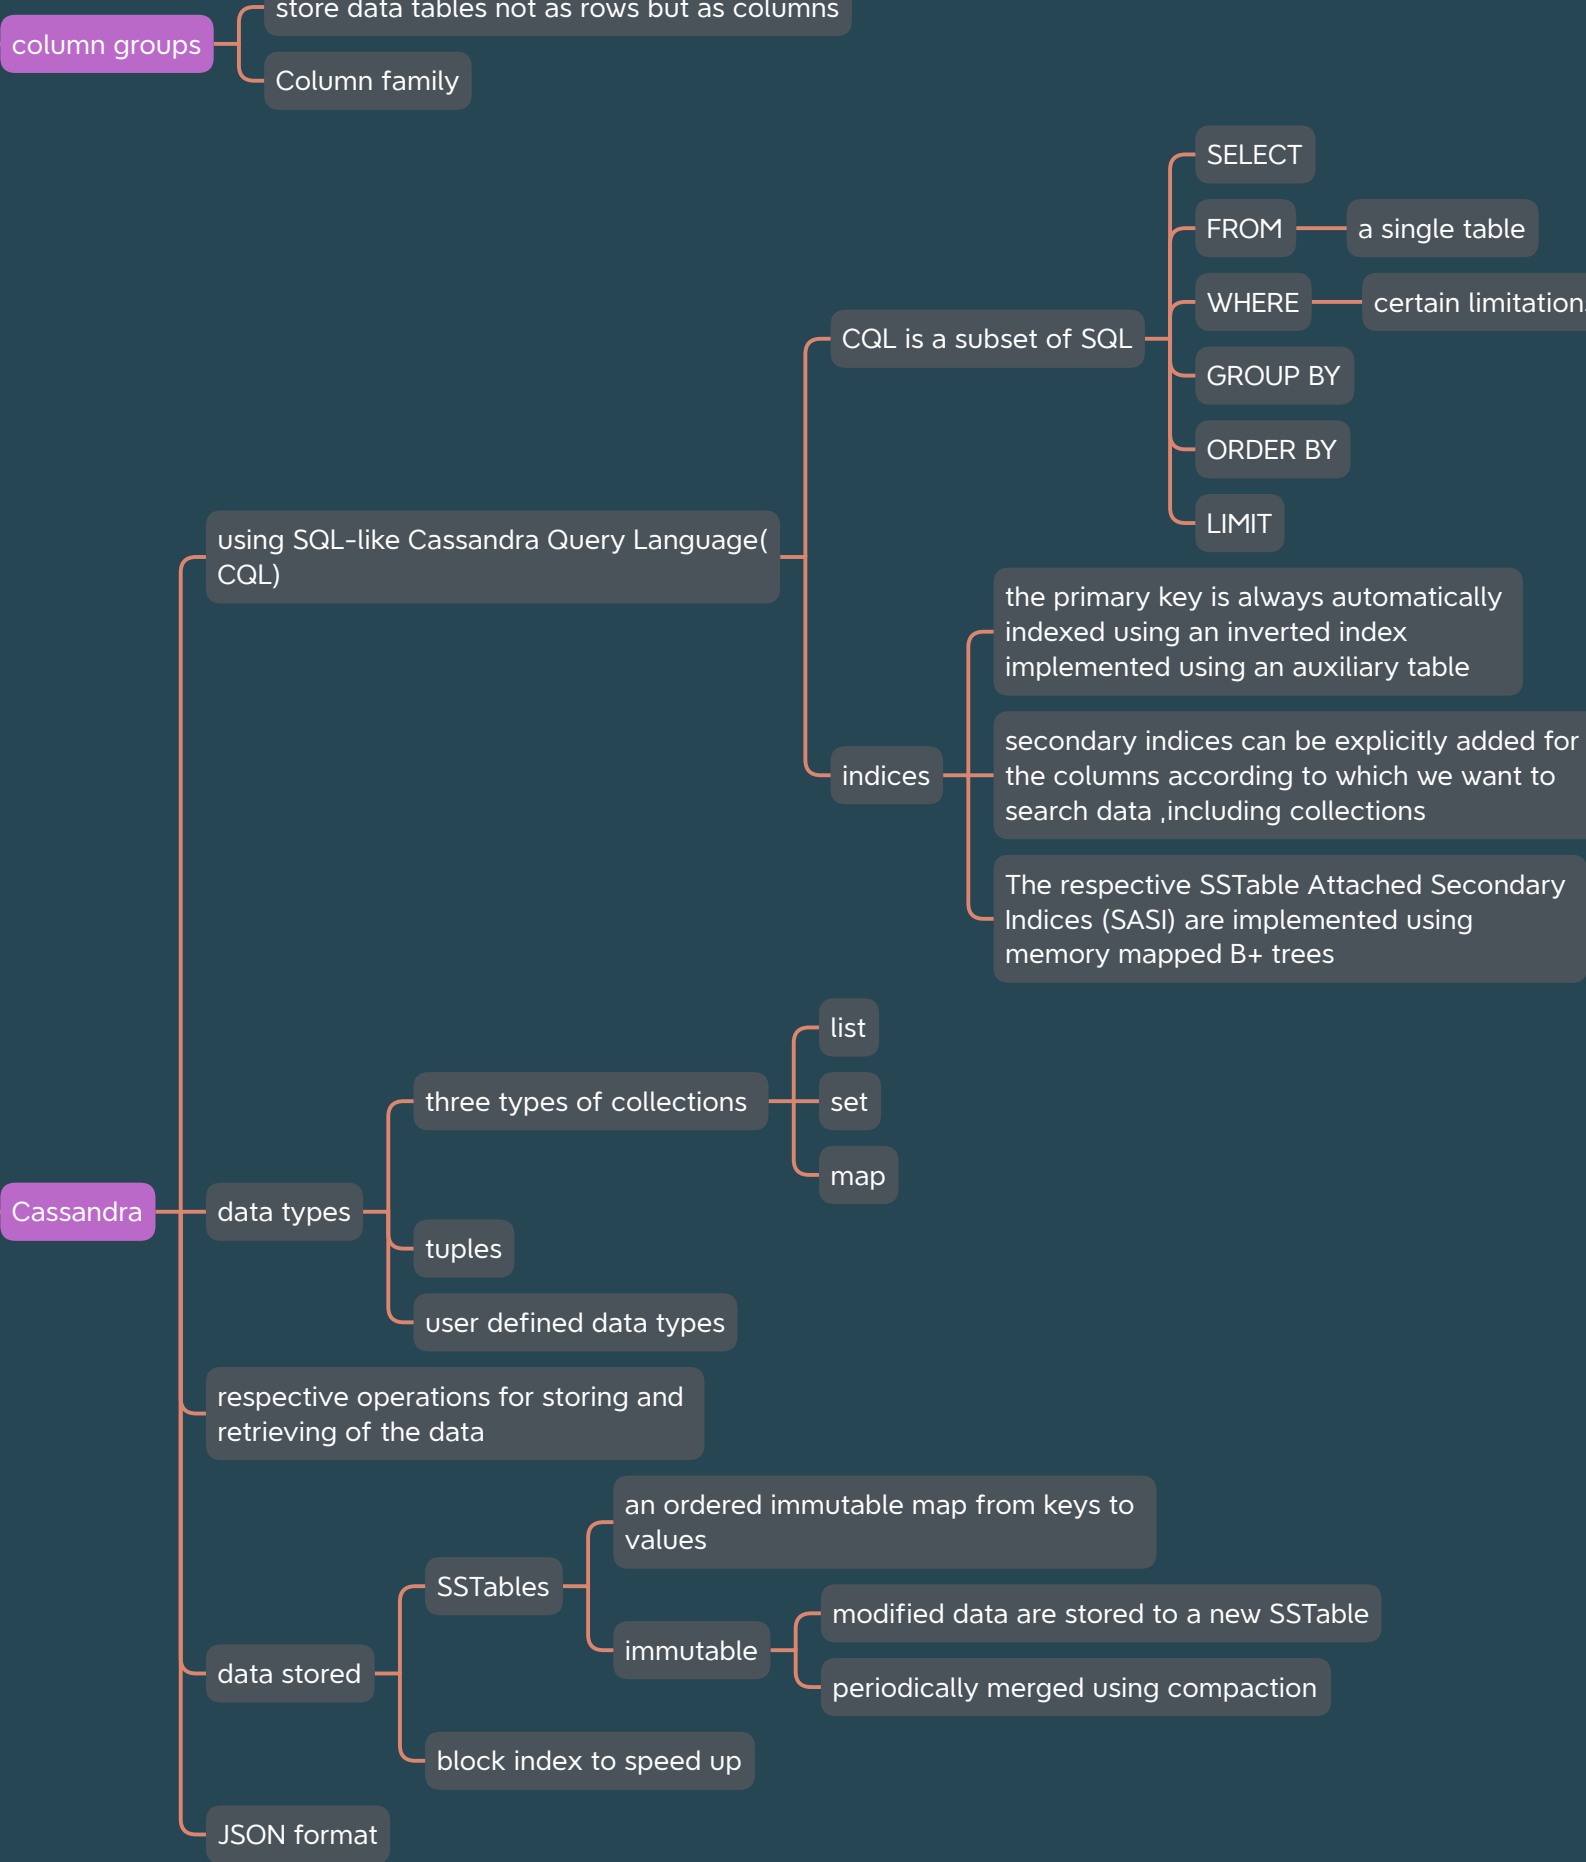 store data tables not as rows but as columns
column groups
Column family
SELECT
FROM
a single table
WHERE
certain limitations
CQL is a subset of SQL
GROUP BY
ORDER BY
LIMIT
using SQL-like Cassandra Query Language(
CQL)
the primary key is always automatically
indexed using an inverted index
implemented using an auxiliary table
secondary indices can be explicitly added for
the columns according to which we want to
search data ,including collections
indices
The respective SSTable Attached Secondary
Indices (SASI) are implemented using
memory mapped B+ trees
list
three types of collections
set
map
Cassandra
data types
tuples
user defined data types
respective operations for storing and
retrieving of the data
an ordered immutable map from keys to
values
SSTables
modified data are stored to a new SSTable
immutable
periodically merged using compaction
data stored
block index to speed up
JSON format